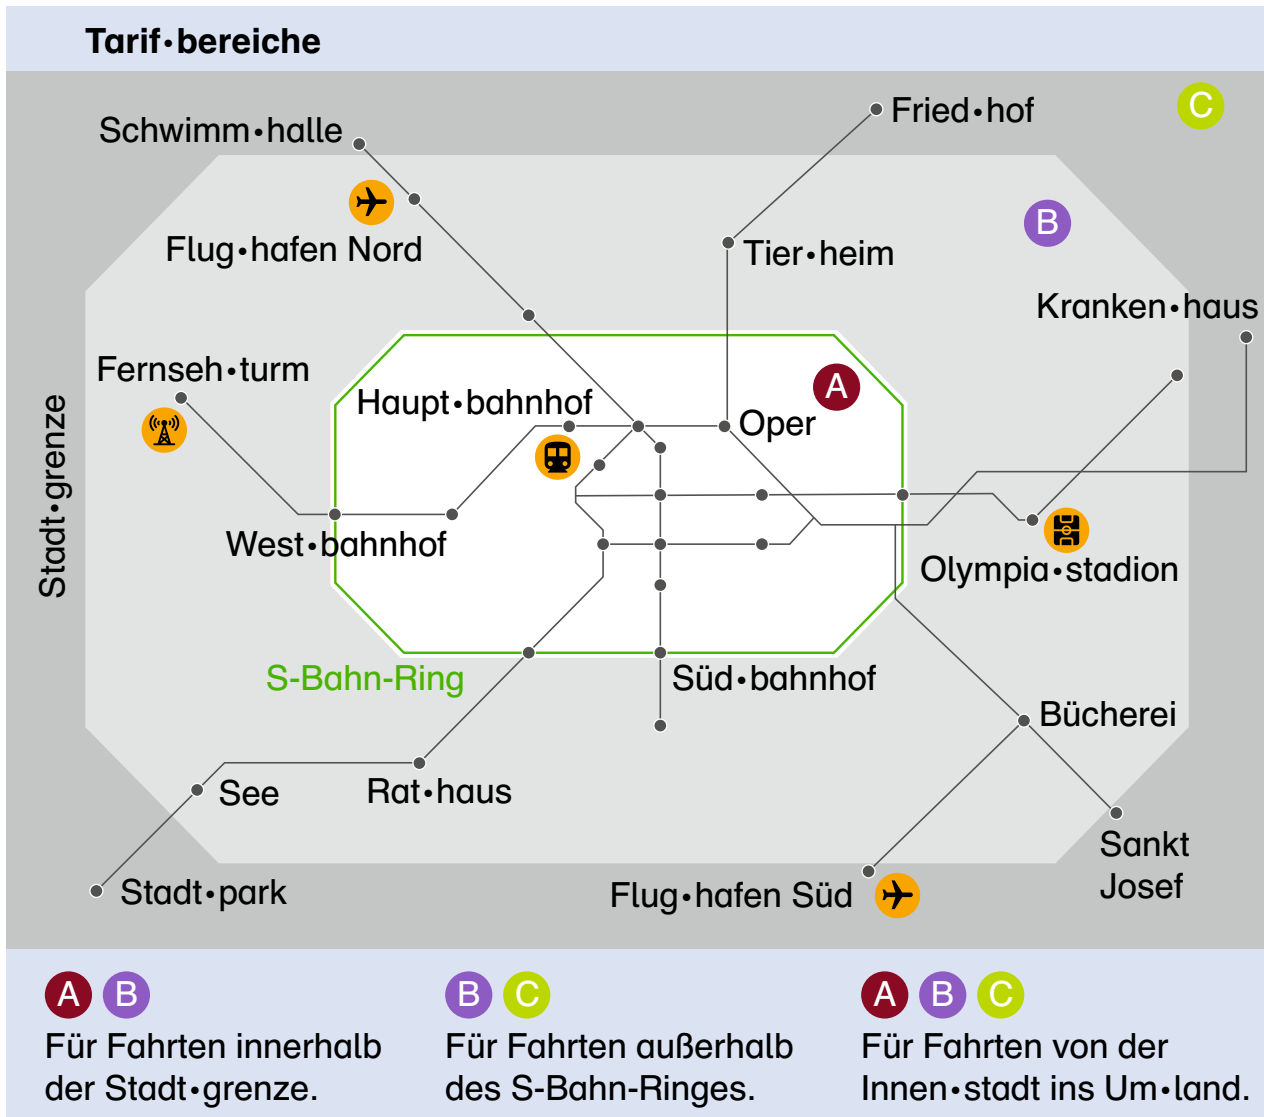 Tarif•bereiche
Fried•hof
C
Schwimm•halle
B
Flug•hafen Nord
Tier•heim
Kranken•haus
Fernseh•turm
A
Haupt•bahnhof
Oper
Stadt•grenze
West•bahnhof
Olympia•stadion
S-Bahn-Ring
Süd•bahnhof
Bücherei
See
Rat•haus
Sankt
Josef
Stadt•park
Flug•hafen Süd
A B
Für Fahrten innerhalb
der Stadt•grenze.
B C
Für Fahrten außerhalb
des S-Bahn-Ringes.
A B C
Für Fahrten von der
Innen•stadt ins Um•land.